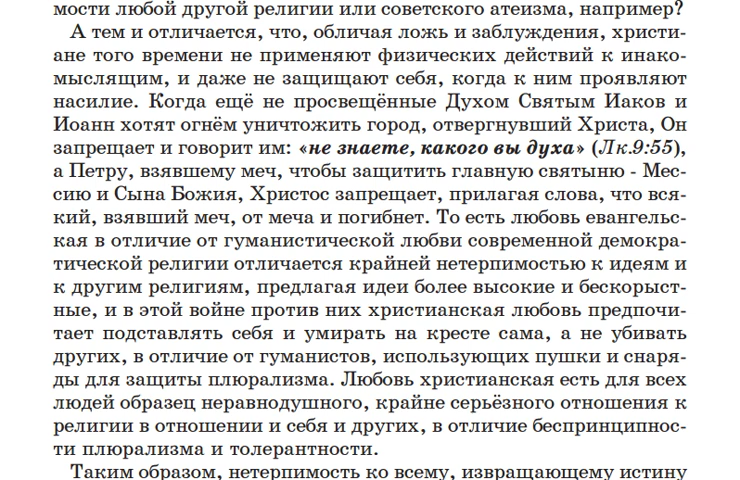 мости любой другой религии или советского атеизма, например?
А тем и отличается, что, обличая ложь и заблуждения, христи-
ане того времени не применяют физических действий к инако-
мыслящим, и даже не защищают себя, когда к ним проявляют
насилие. Когда ещё не просвещённые Духом Святым Иаков и
Иоанн хотят огнём уничтожить город, отвергнувший Христа, Он
запрещает и говорит им: «не знаете, какого вы духа» (Лк.9:55),
а Петру, взявшему меч, чтобы защитить главную святыню - Мес-
сию и Сына Божия, Христос запрещает, прилагая слова, что вся-
кий, взявший меч, от меча и погибнет. То есть любовь евангельс-
кая в отличие от гуманистической любви современной демокра-
тической религии отличается крайней нетерпимостью к идеям и
к другим религиям, предлагая идеи более высокие и бескорыст-
ные, и в этой войне против них христианская любовь предпочи-
тает подставлять себя и умирать на кресте сама, а не убивать
других, в отличие от гуманистов, использующих пушки и снаря-
ды для защиты плюрализма. Любовь христианская есть для всех
людей образец неравнодушного, крайне серьёзного отношения к
религии в отношении и себя и других, в отличие беспринципнос-
ти плюрализма и толерантности.
Таким образом, нетерпимость ко всему, извращающему истину